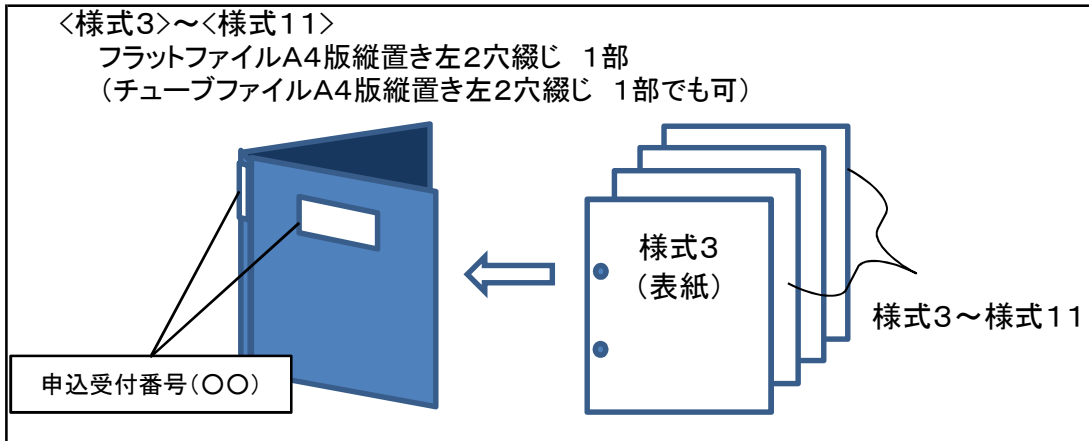 <様式3>~<様式11>
フラットファイルA4版縦置き左2穴綴じ 1部
(チューブファイルA4版縦置き左2穴綴じ 1部でも可)
様式3
(表紙)
様式3~様式11
申込受付番号(○○)